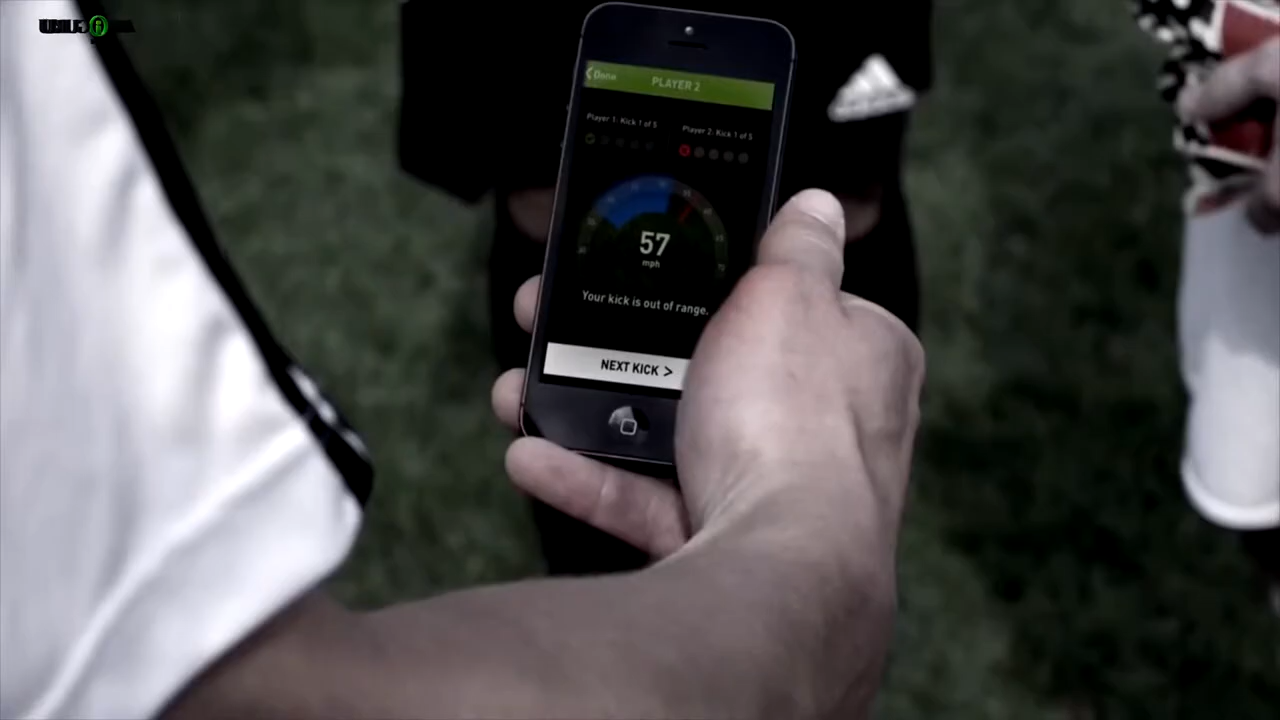 Done
PLAYER 2
Player 1: Kick 1 of 5
Player 2: Kick 1 of 5
57
mph
Your kick is out of range.
NEXT KICK >
adidas